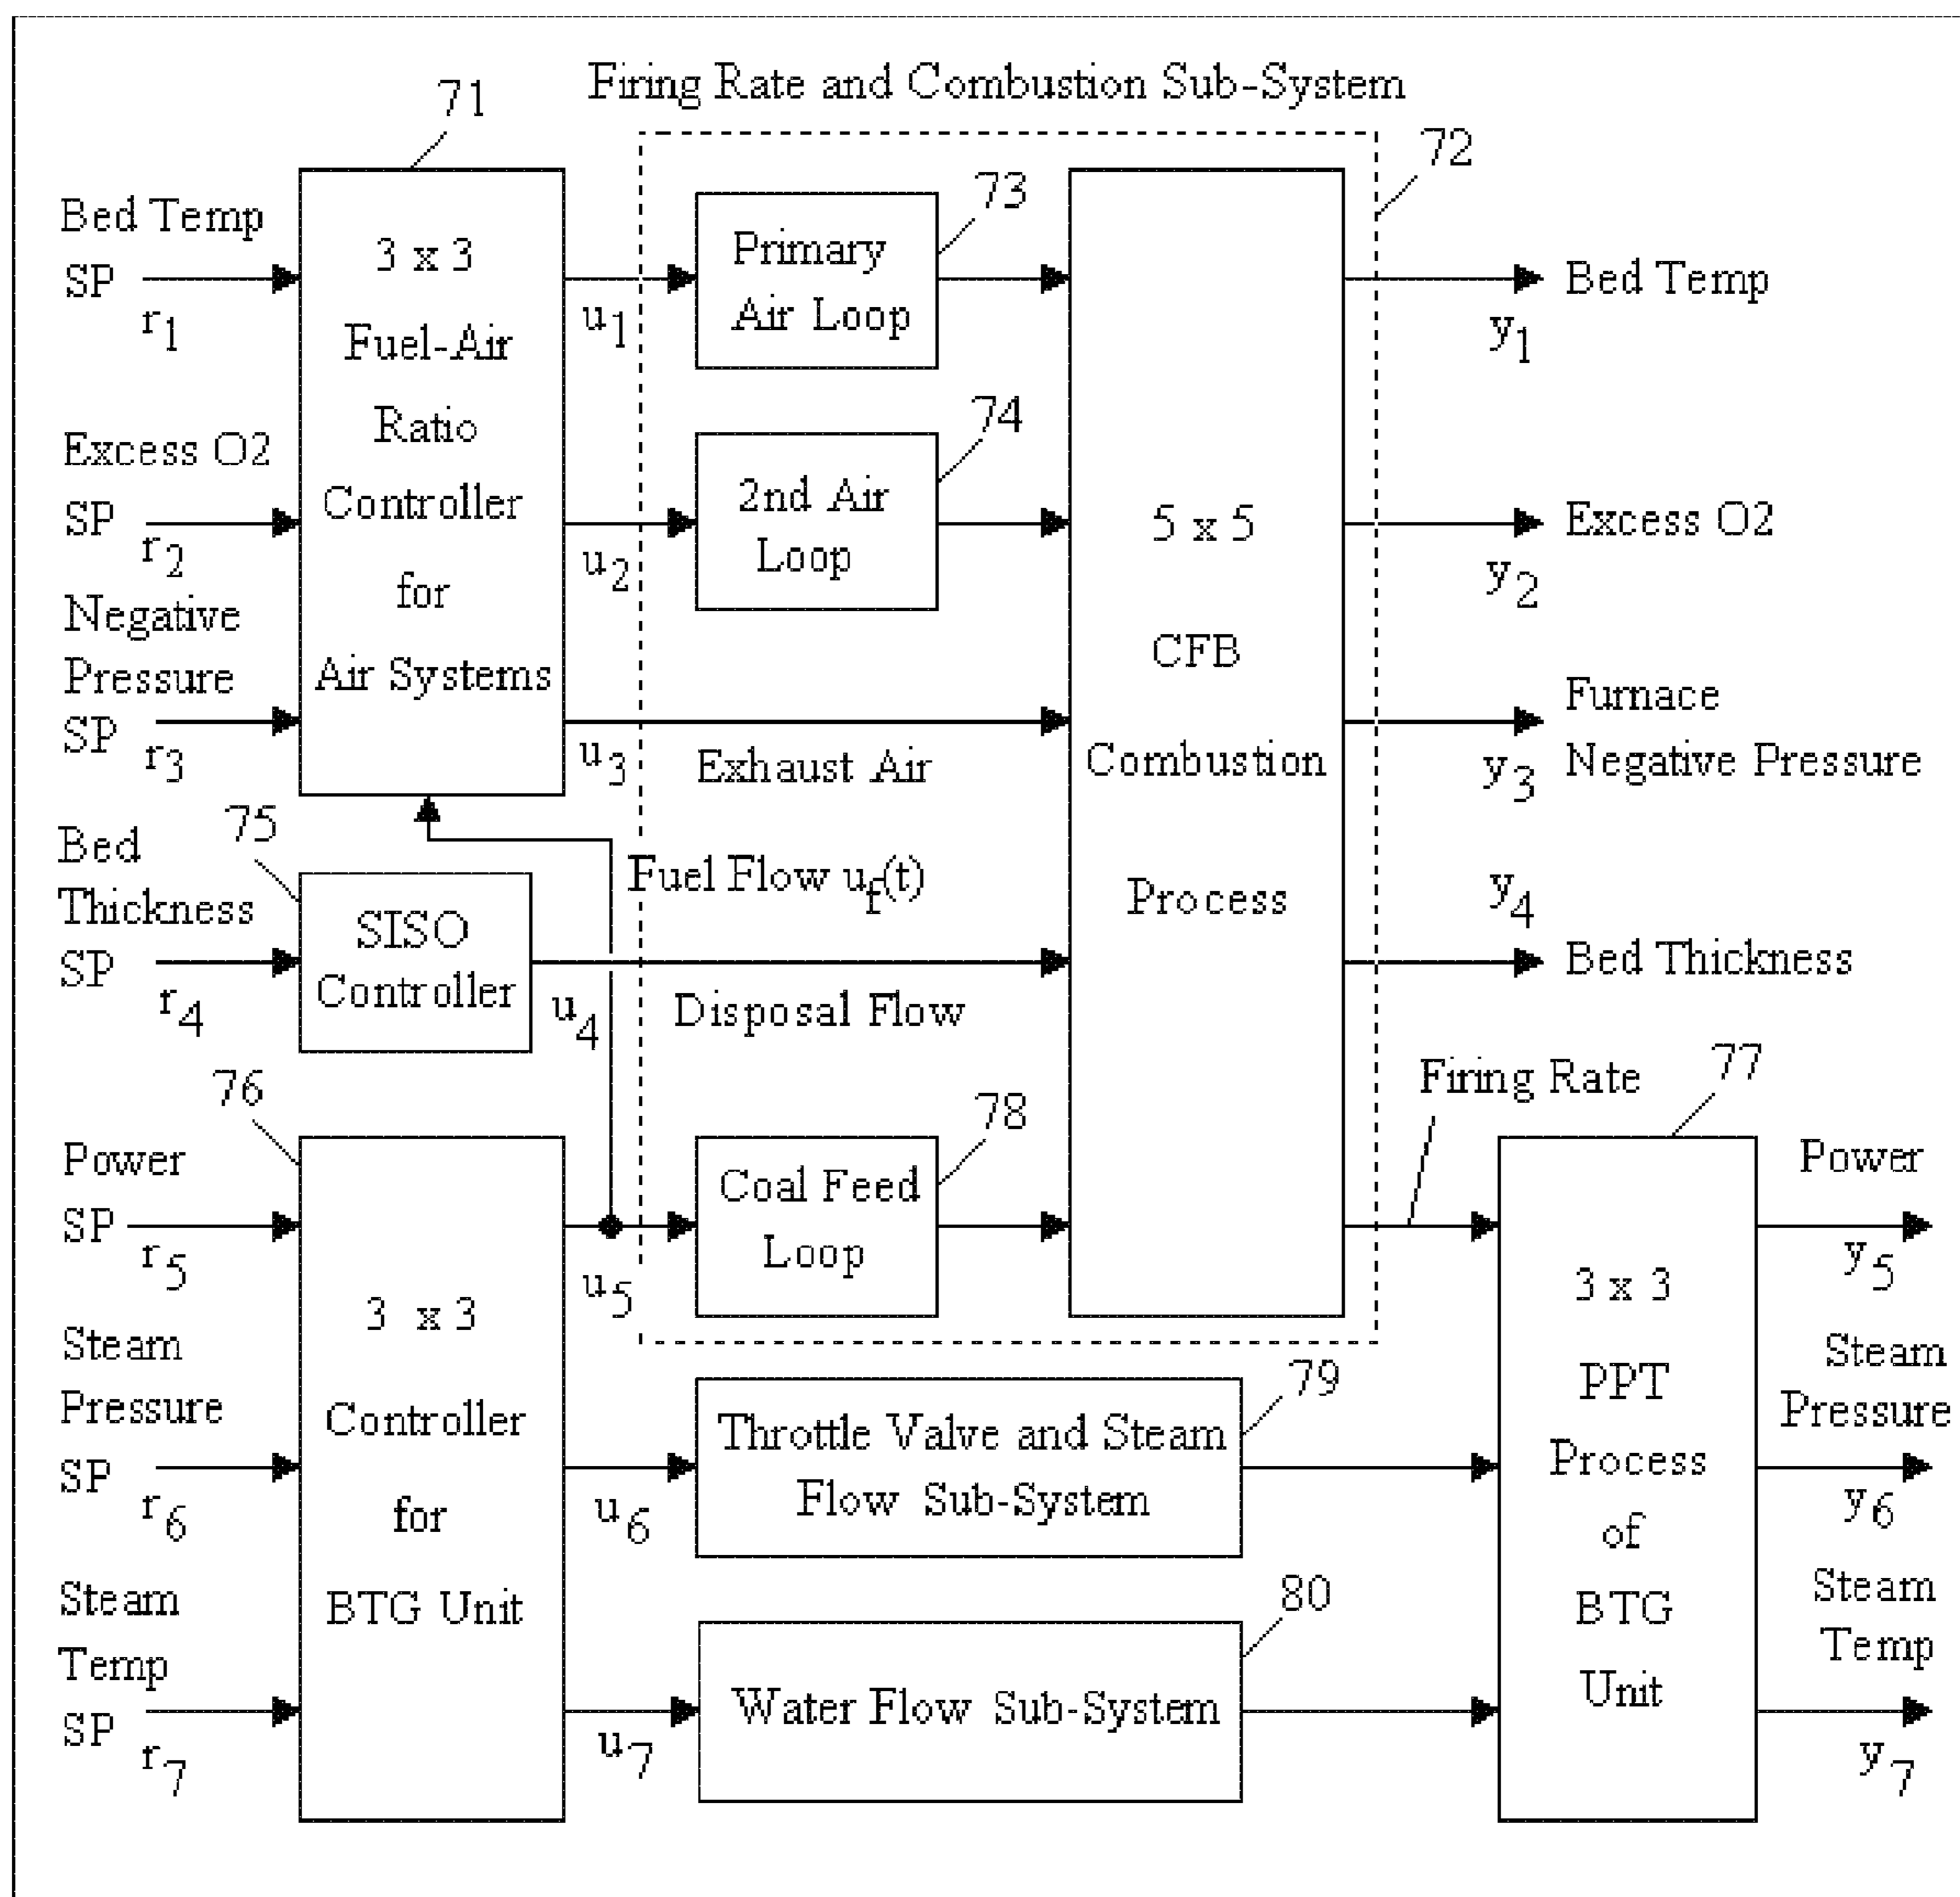 Firing Rate and Combustion Sub-System
71
72
Bed Temp
SP
r1
3 x 3
Fuel-Air
Ratio
Controller
for
Air Systems
u1
73
Primary
Air Loop
Bed Temp
y1
Excess O2
SP
r2
u2
74
2nd Air
Loop
5 x 5
CFB
Combustion
Process
Excess O2
y2
Negative
Pressure
SP
r3
u3
Exhaust Air
Furnace
Negative Pressure
y3
Bed
Thickness
SP
r4
75
SISO
Controller
u4
Fuel Flow uf(t)
Disposal Flow
y4
Bed Thickness
76
Power
SP
r5
3 x 3
Controller
for
BTG Unit
u5
78
Coal Feed
Loop
Firing Rate
77
3 x 3
PPT
Process
of
BTG
Unit
Power
y5
Steam
Pressure
SP
r6
u6
79
Throttle Valve and Steam
Flow Sub-System
Steam
Pressure
y6
Steam
Temp
SP
r7
u7
80
Water Flow Sub-System
Steam
Temp
y7